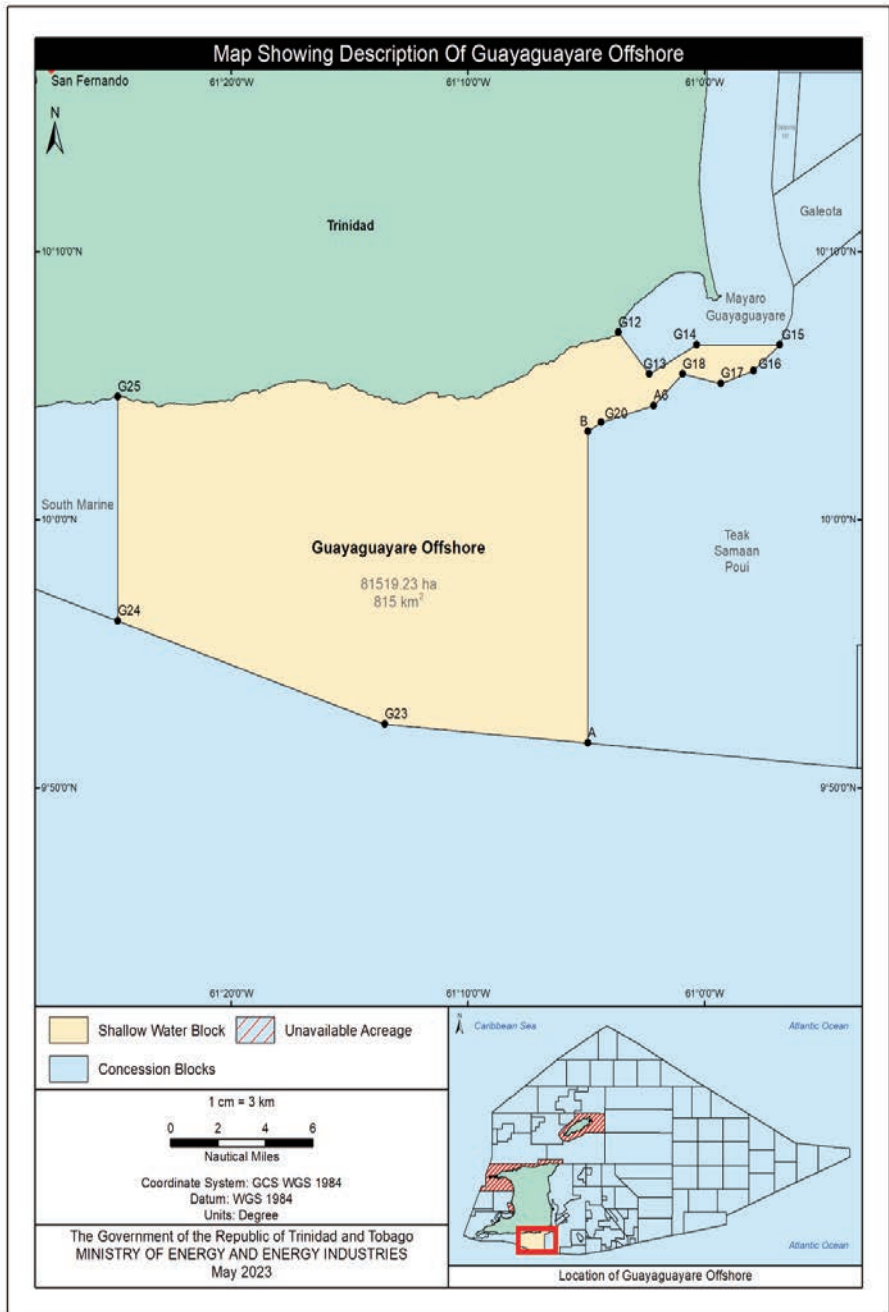 Map Showing Description Of Guayaguayare Offshore
San Fernando
61°20'0"W
61°10'0"W
61°0'0"W
N
Galeota
Trinidad
10°10'0"N
10°10'0"N
Mayaro
Guayaguayare
G12
G14
G15
G13
G18
G16
G17
G25
A6
G20
B
South Marine
10°0'0"N
10°0'0"N
Guayaguayare Offshore
Teak
Samaan
Poui
81519.23 ha
815 km²
G24
G23
A
9°50'0"N
9°50'0"N
61°20'0"W
61°10'0"W
61°0'0"W
Shallow Water Block
Unavailable Acreage
Concession Blocks
1 cm = 3 km
0 2 4 6
Nautical Miles
Coordinate System: GCS WGS 1984
Datum: WGS 1984
Units: Degree
The Government of the Republic of Trinidad and Tobago
MINISTRY OF ENERGY AND ENERGY INDUSTRIES
May 2023
N
Caribbean Sea
Atlantic Ocean
Atlantic Ocean
Location of Guayaguayare Offshore